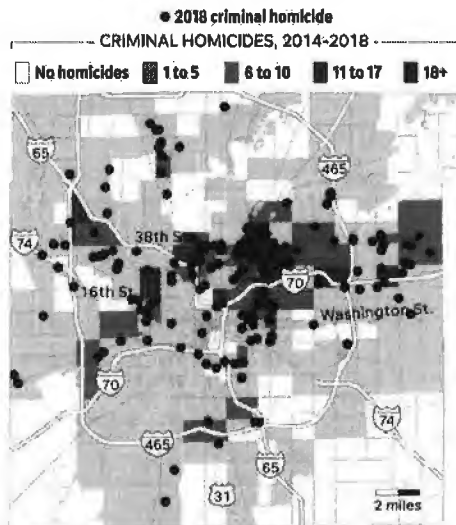 2018 criminal homicide
CRIMINAL HOMICIDES, 2014-2018
No homicides 1 to 5 6 to 10 11 to 17 18+
65
465
74
38th S
70
16th St.
Washington St.
70
74
465
65
31
2 miles